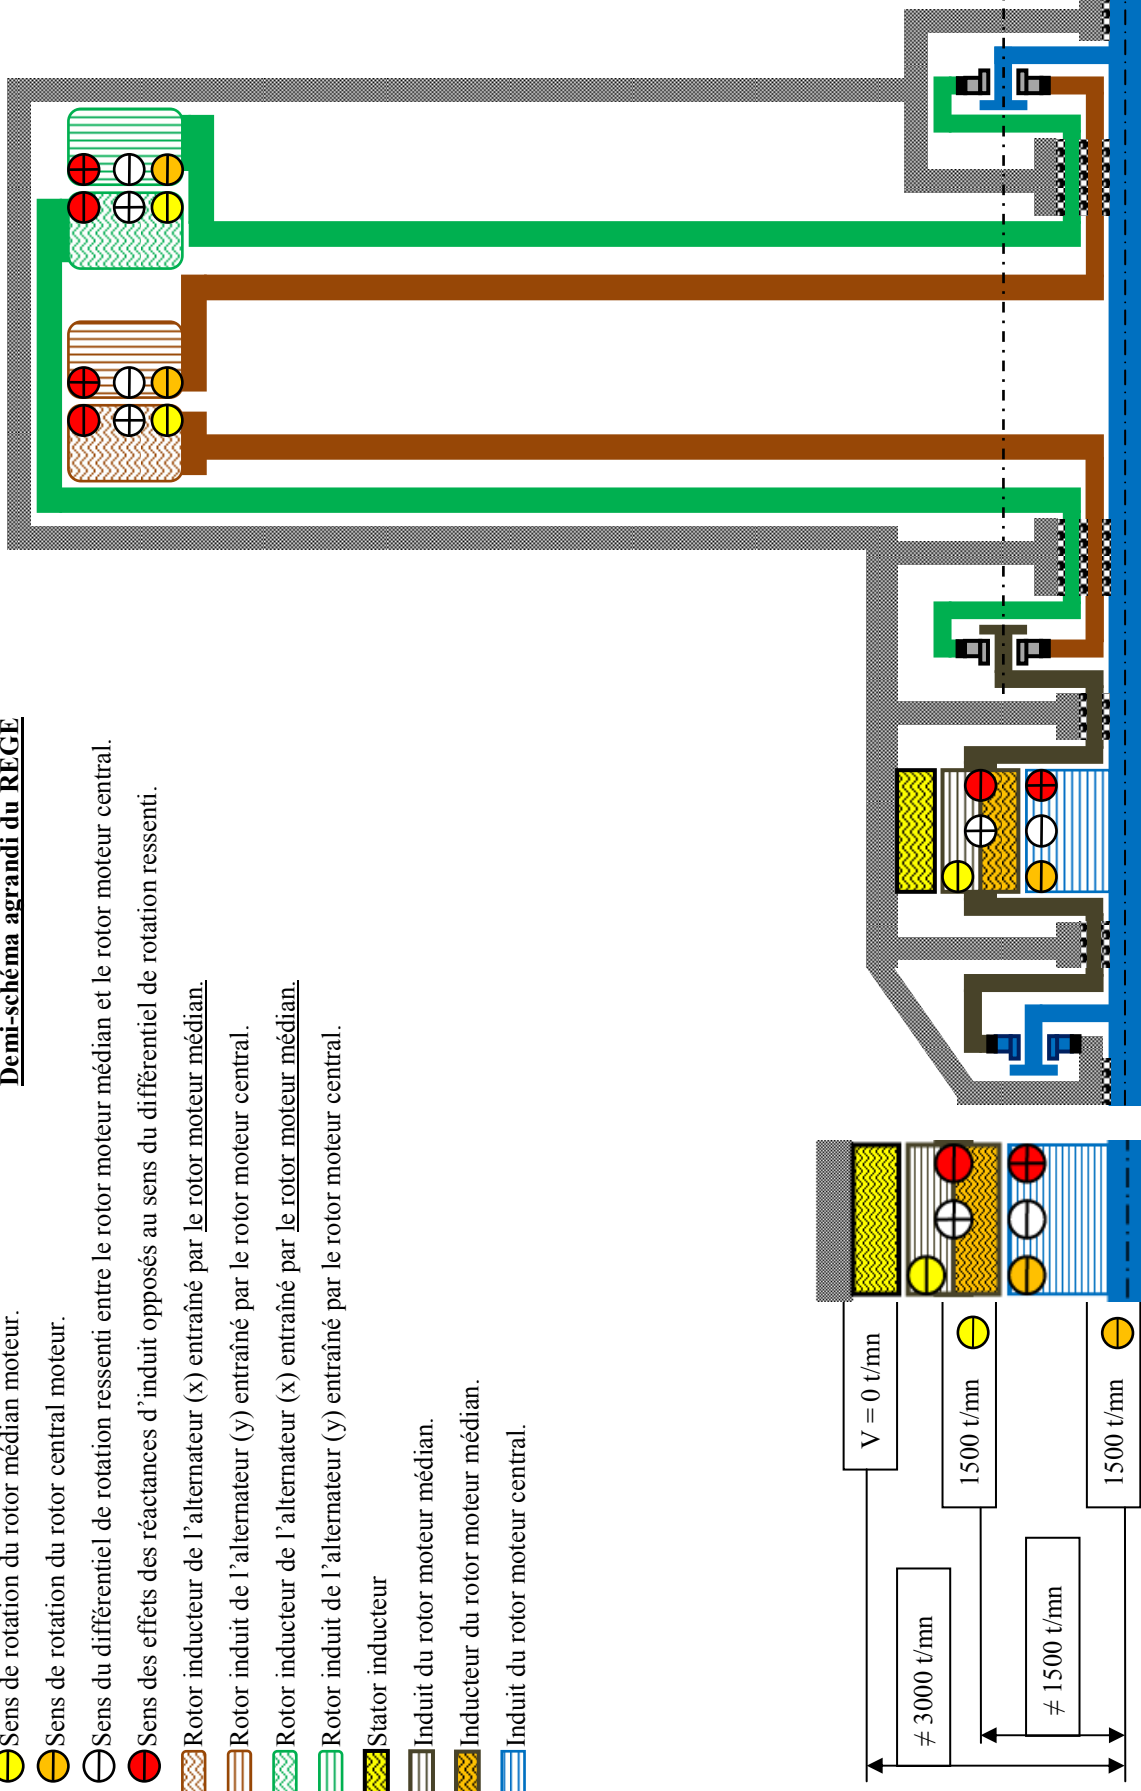 Demi-schéma agrandi du REGE
Sens de rotation du rotor médian moteur.
Sens de rotation du rotor central moteur.
Sens du différentiel de rotation ressenti entre le rotor moteur médian et le rotor moteur central.
Sens des effets des réactances d’induit opposés au sens du différentiel de rotation ressenti.
Rotor inducteur de l’alternateur (x) entraîné par le rotor moteur médian.
Rotor induit de l’alternateur (y) entraîné par le rotor moteur central.
Rotor inducteur de l’alternateur (x) entraîné par le rotor moteur médian.
Rotor induit de l’alternateur (y) entraîné par le rotor moteur central.
Stator inducteur
Induit du rotor moteur médian.
Inducteur du rotor moteur médian.
Induit du rotor moteur central.
V = 0 t/mn
1500 t/mn
1500 t/mn
≠ 3000 t/mn
≠ 1500 t/mn